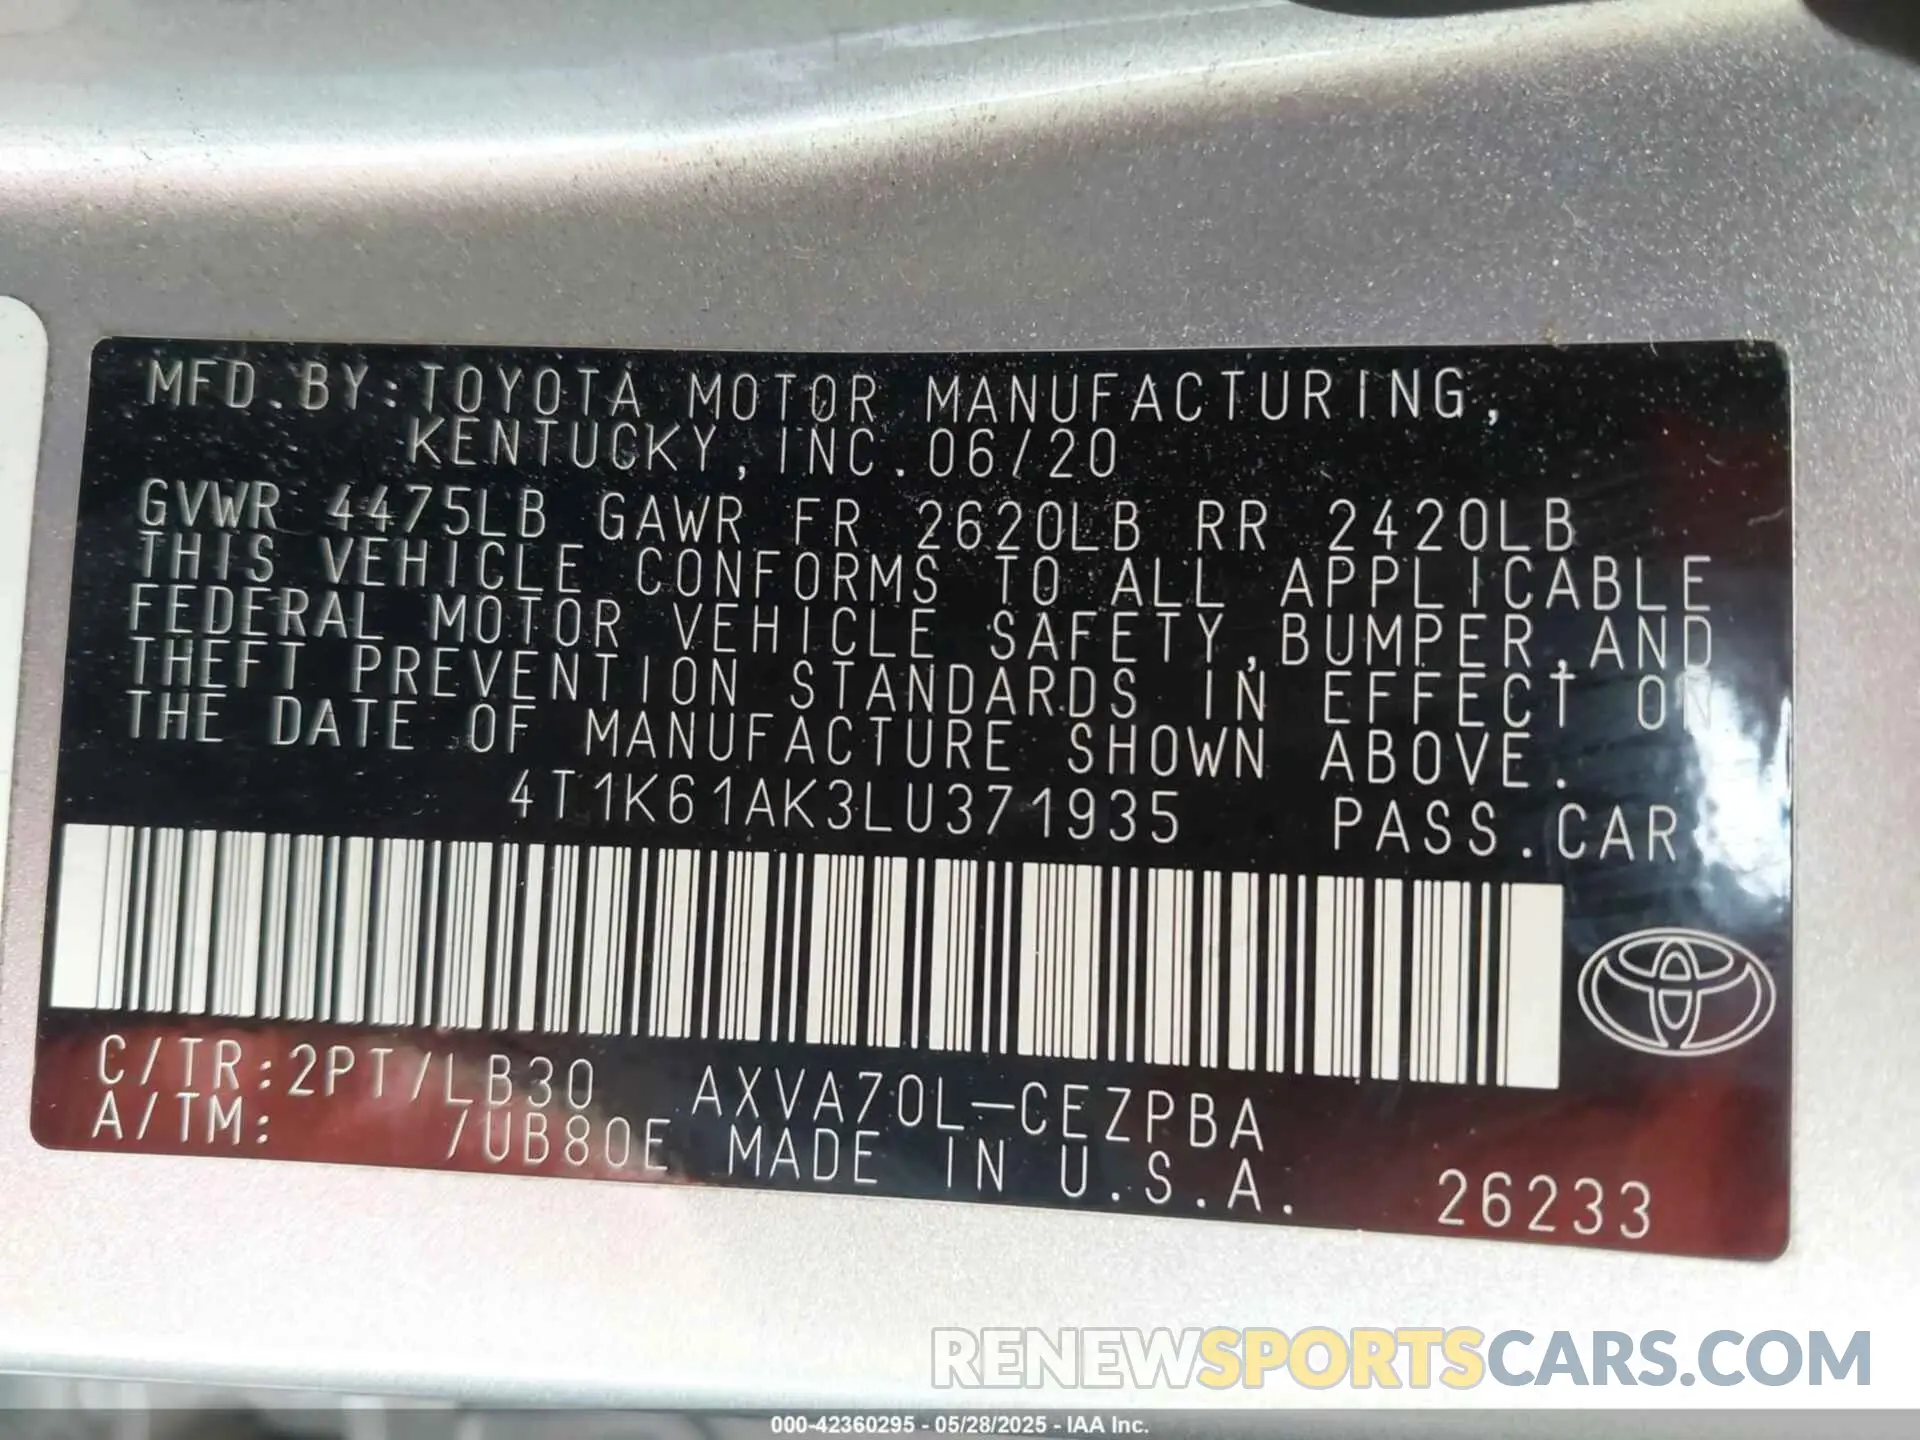 MFD.BY:TOYOTA MOTOR MANUFACTURING,
KENTUCKY,INC.06/20
GVWR 4475LB GAWR FR 2620LB RR 2420LB
THIS VEHICLE CONFORMS TO ALL APPLICABLE
FEDERAL MOTOR VEHICLE SAFETY,BUMPER,AND
THEFT PREVENTION STANDARDS IN EFFECT ON
THE DATE OF MANUFACTURE SHOWN ABOVE.
4T1K61AK3LU371935 PASS.CAR
C/TR:2PT/LB30 AXVA70L-CEZPBA
A/TM: /UB80E MADE IN U.S.A. 26233
RENEWSPORTSCARS.COM
000-42360295 - 05/28/2025 - IAA Inc.